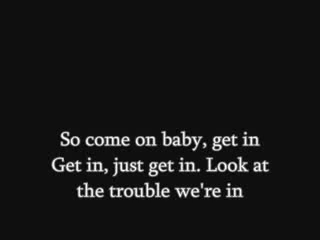 So come on baby, get in
Get in, just get in. Look at
the trouble we're in